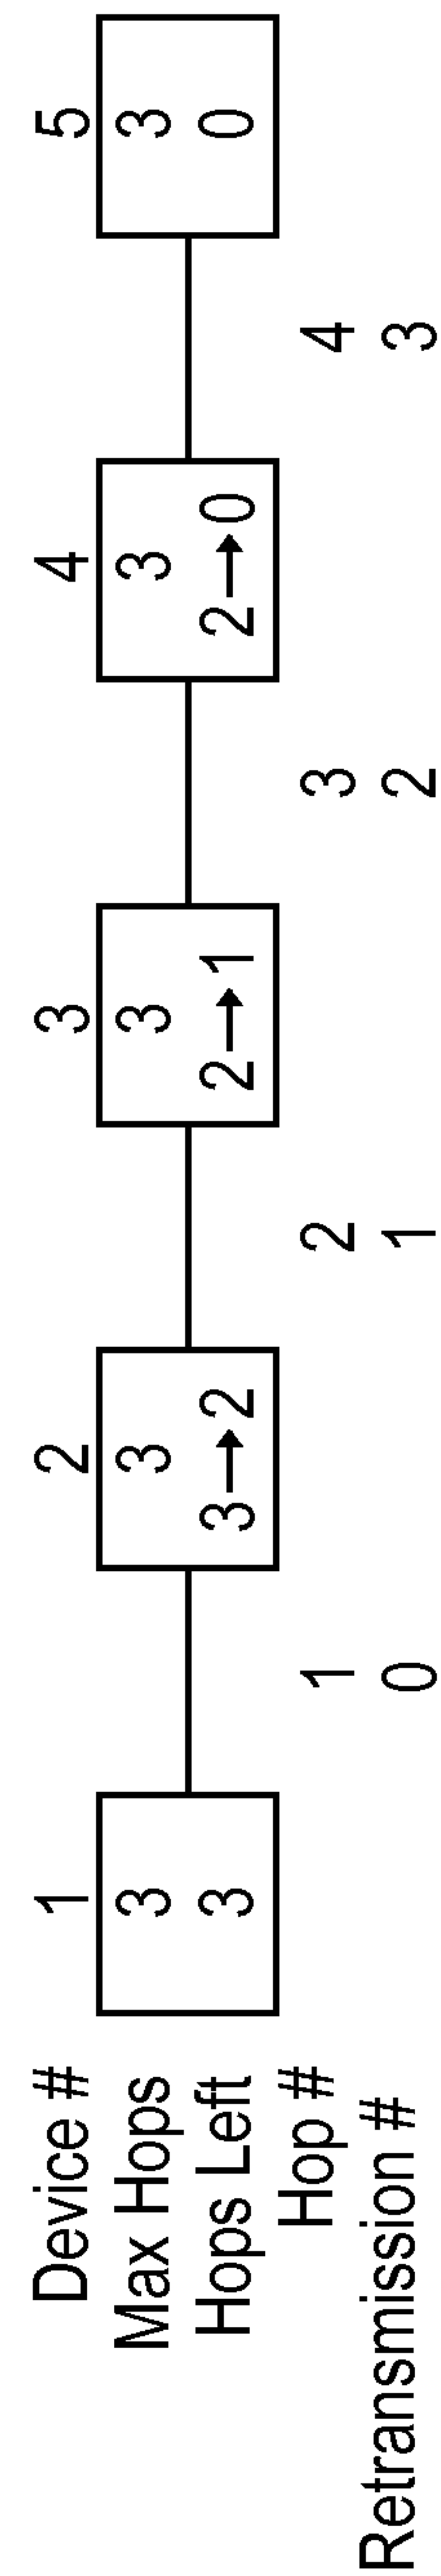 Device # 1 2 3 4 5
Max Hops 3 3 3 3 3
Hops Left 3 3→2 2→1 2→0 0
Hop # 1 2 3 4
Retransmission # 0 1 2 3